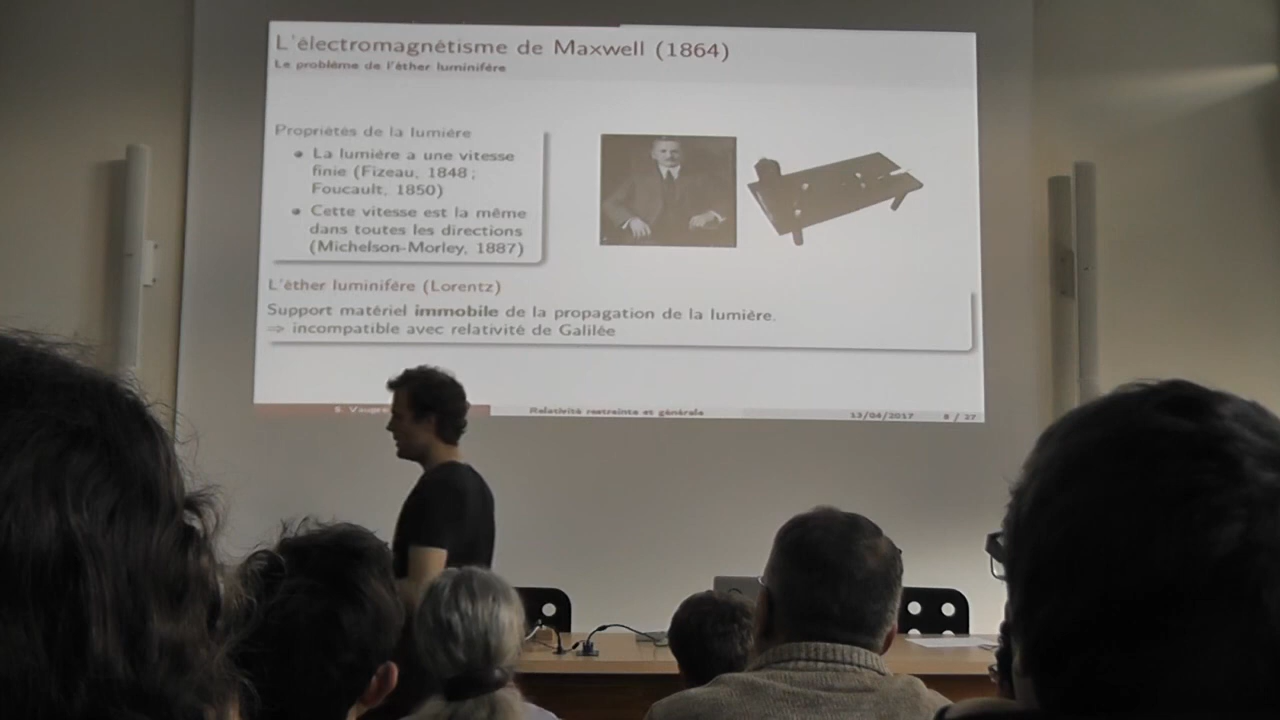 L'électromagnétisme de Maxwell (1864)
Le problème de l'éther luminifère
Propriétés de la lumière
La lumière a une vitesse
finie (Fizeau, 1848 ;
Foucault, 1850)
Cette vitesse est la même
dans toutes les directions
(Michelson-Morley, 1887)
L'éther luminifère (Lorentz)
Support matériel immobile de la propagation de la lumière.
⇒ incompatible avec relativité de Galilée
Relativité restreinte et générale
13/04/2017
8 / 27